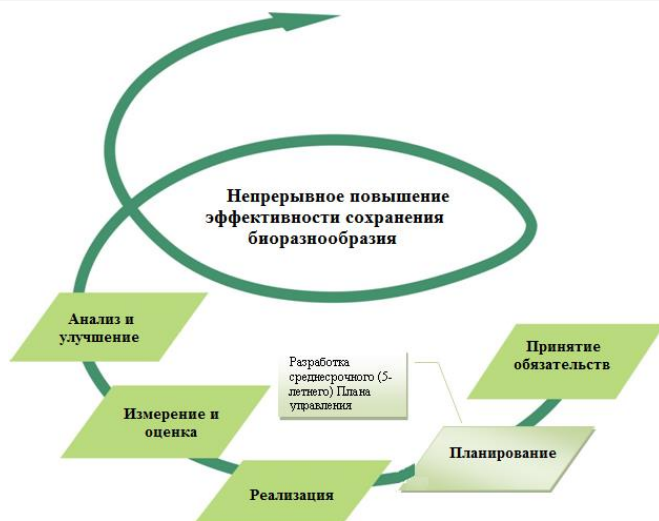 Непрерывное повышение
эффективности сохранения
биоразнообразия
Анализ и
улучшение
Измерение и
оценка
Реализация
Разработка
среднесрочного (5-
летнего) Плана
управления
Планирование
Принятие
обязательств